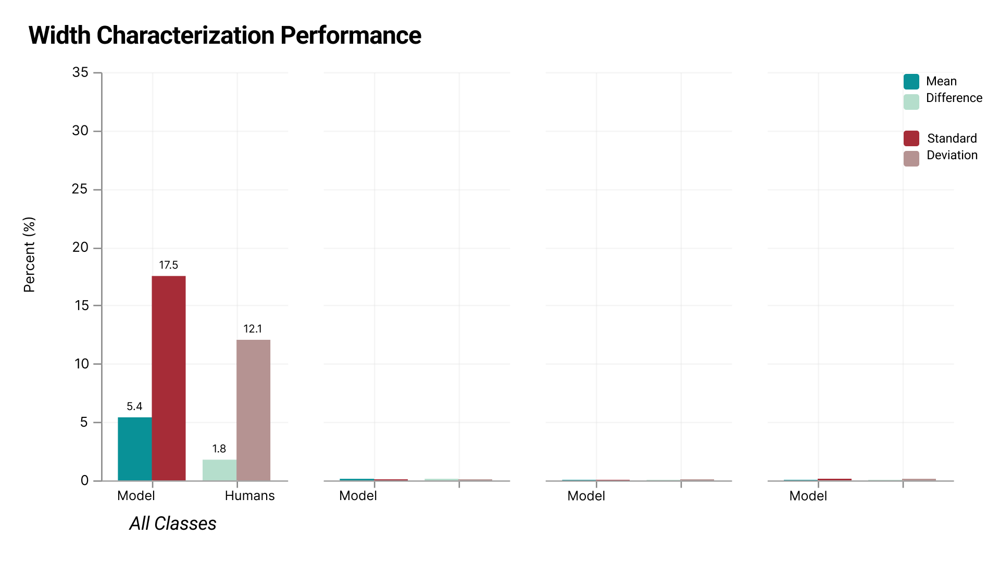 Width Characterization Performance
35
30
25
20
15
10
5
0
Percent (%)
17.5
12.1
5.4
1.8
Model
Humans
Model
Model
Model
All Classes
Mean
Difference
Standard
Deviation